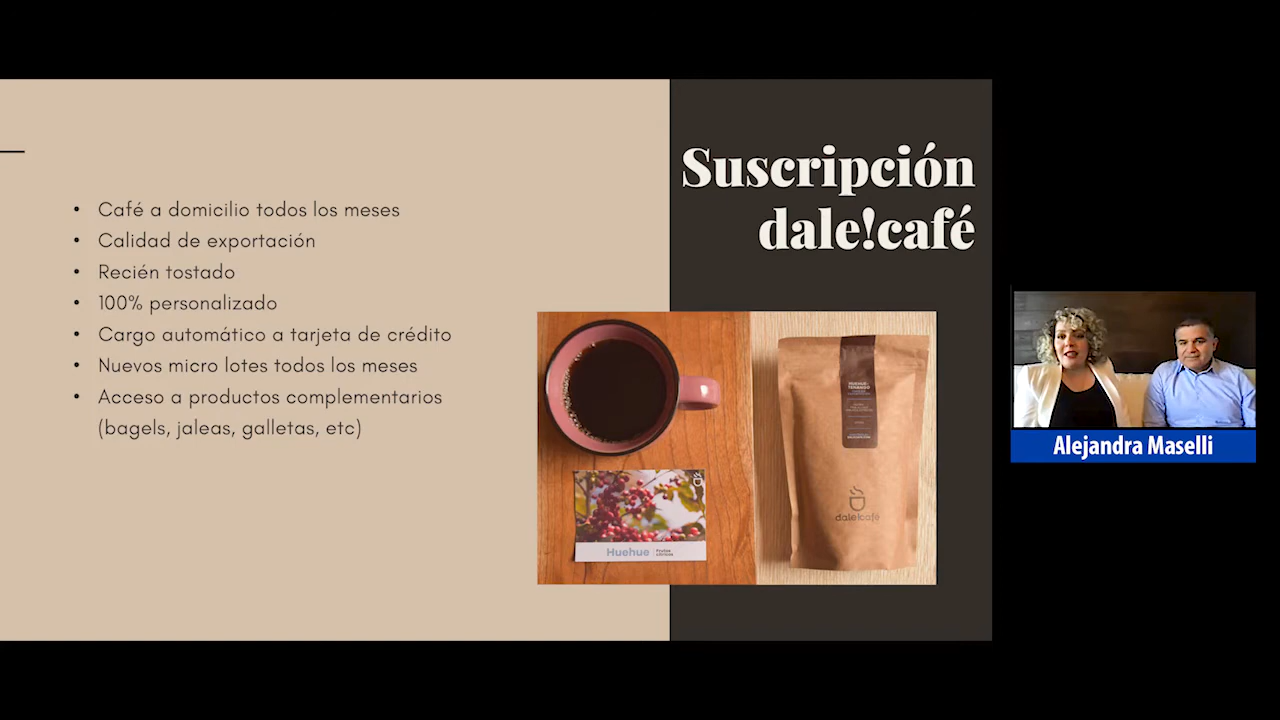 Suscripción
dale!café
• Café a domicilio todos los meses
• Calidad de exportación
• Recién tostado
• 100% personalizado
• Cargo automático a tarjeta de crédito
• Nuevos micro lotes todos los meses
• Acceso a productos complementarios
(bagels, jaleas, galletas, etc)
Huehue
dale!café
Alejandra Maselli